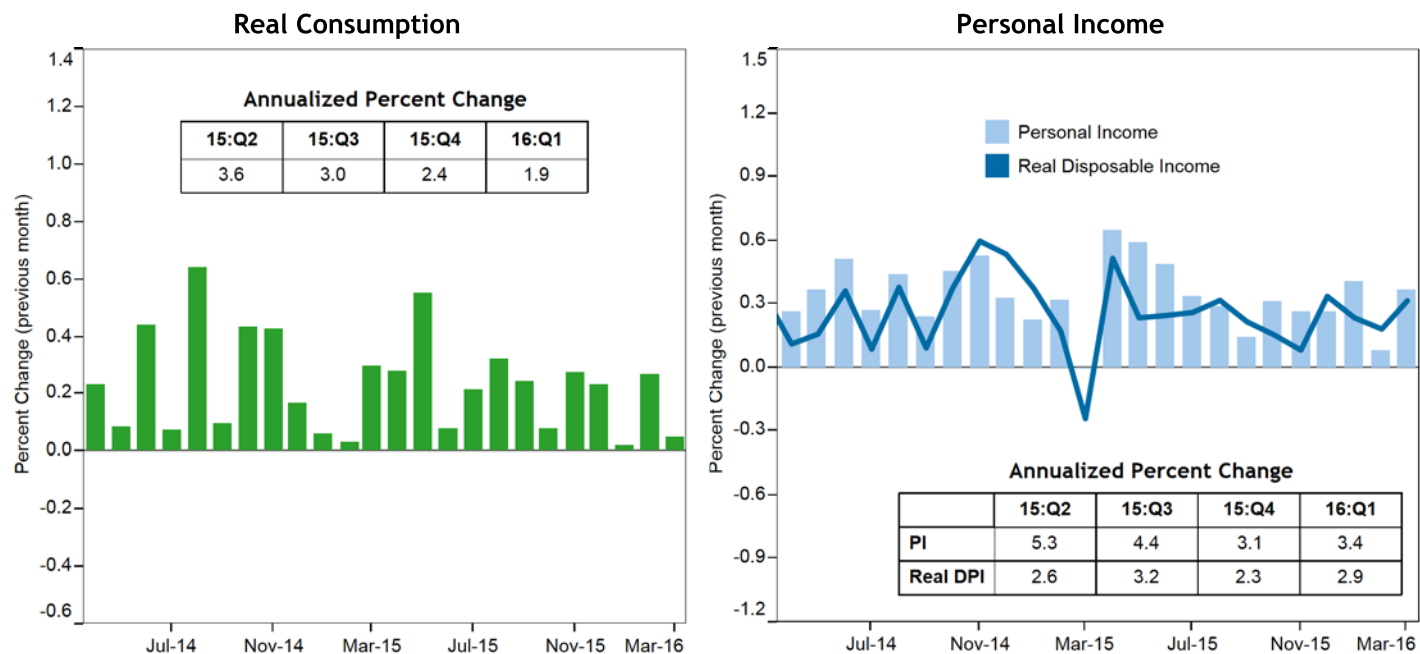 Real Consumption
Percent Change (previous month)
1.4
1.2
1.0
0.8
0.6
0.4
0.2
0.0
-0.2
-0.4
-0.6
Annualized Percent Change
15:Q2 15:Q3 15:Q4 16:Q1
3.6 3.0 2.4 1.9
Jul-14 Nov-14 Mar-15 Jul-15 Nov-15 Mar-16
Personal Income
Percent Change (previous month)
1.5
1.2
0.9
0.6
0.3
0.0
-0.3
-0.6
-0.9
-1.2
Personal Income
Real Disposable Income
Annualized Percent Change
15:Q2 15:Q3 15:Q4 16:Q1
PI 5.3 4.4 3.1 3.4
Real DPI 2.6 3.2 2.3 2.9
Jul-14 Nov-14 Mar-15 Jul-15 Nov-15 Mar-16